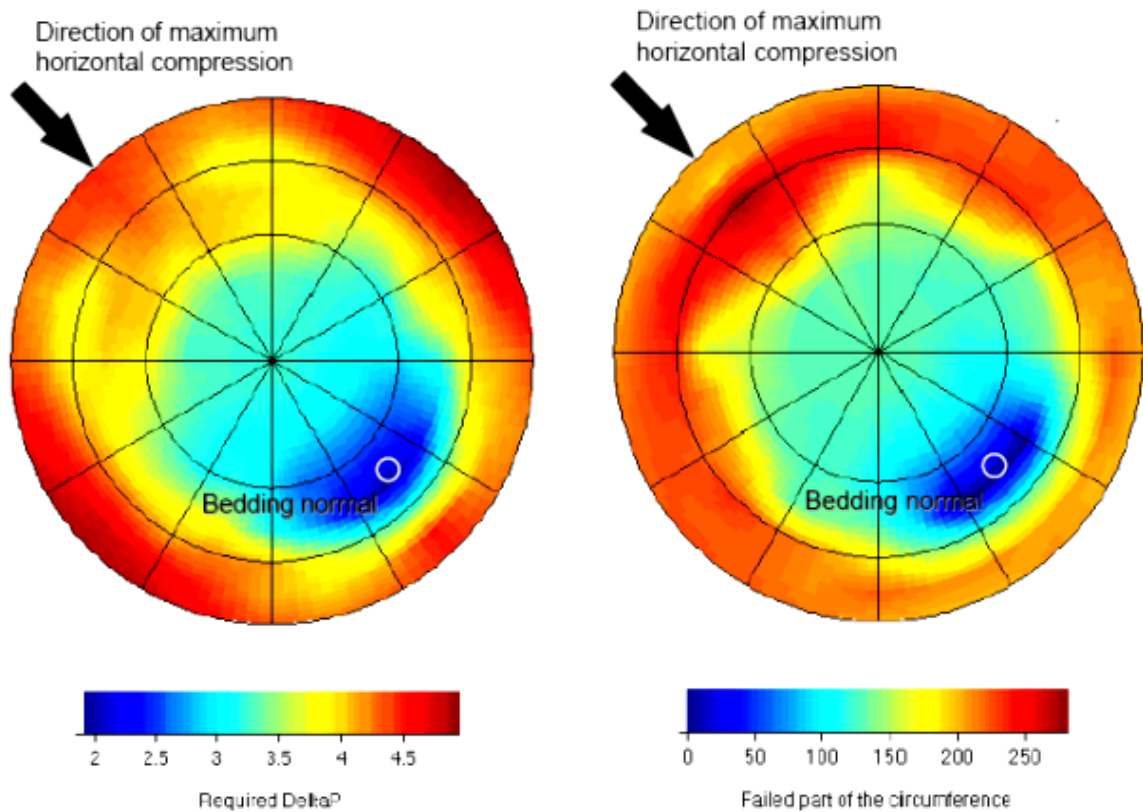 Direction of maximum
horizontal compression
Direction of maximum
horizontal compression
Bedding normal
Bedding normal
2 2.5 3 3.5 4 4.5
Required DeltaP
0 50 100 150 200 250
Failed part of the circumference